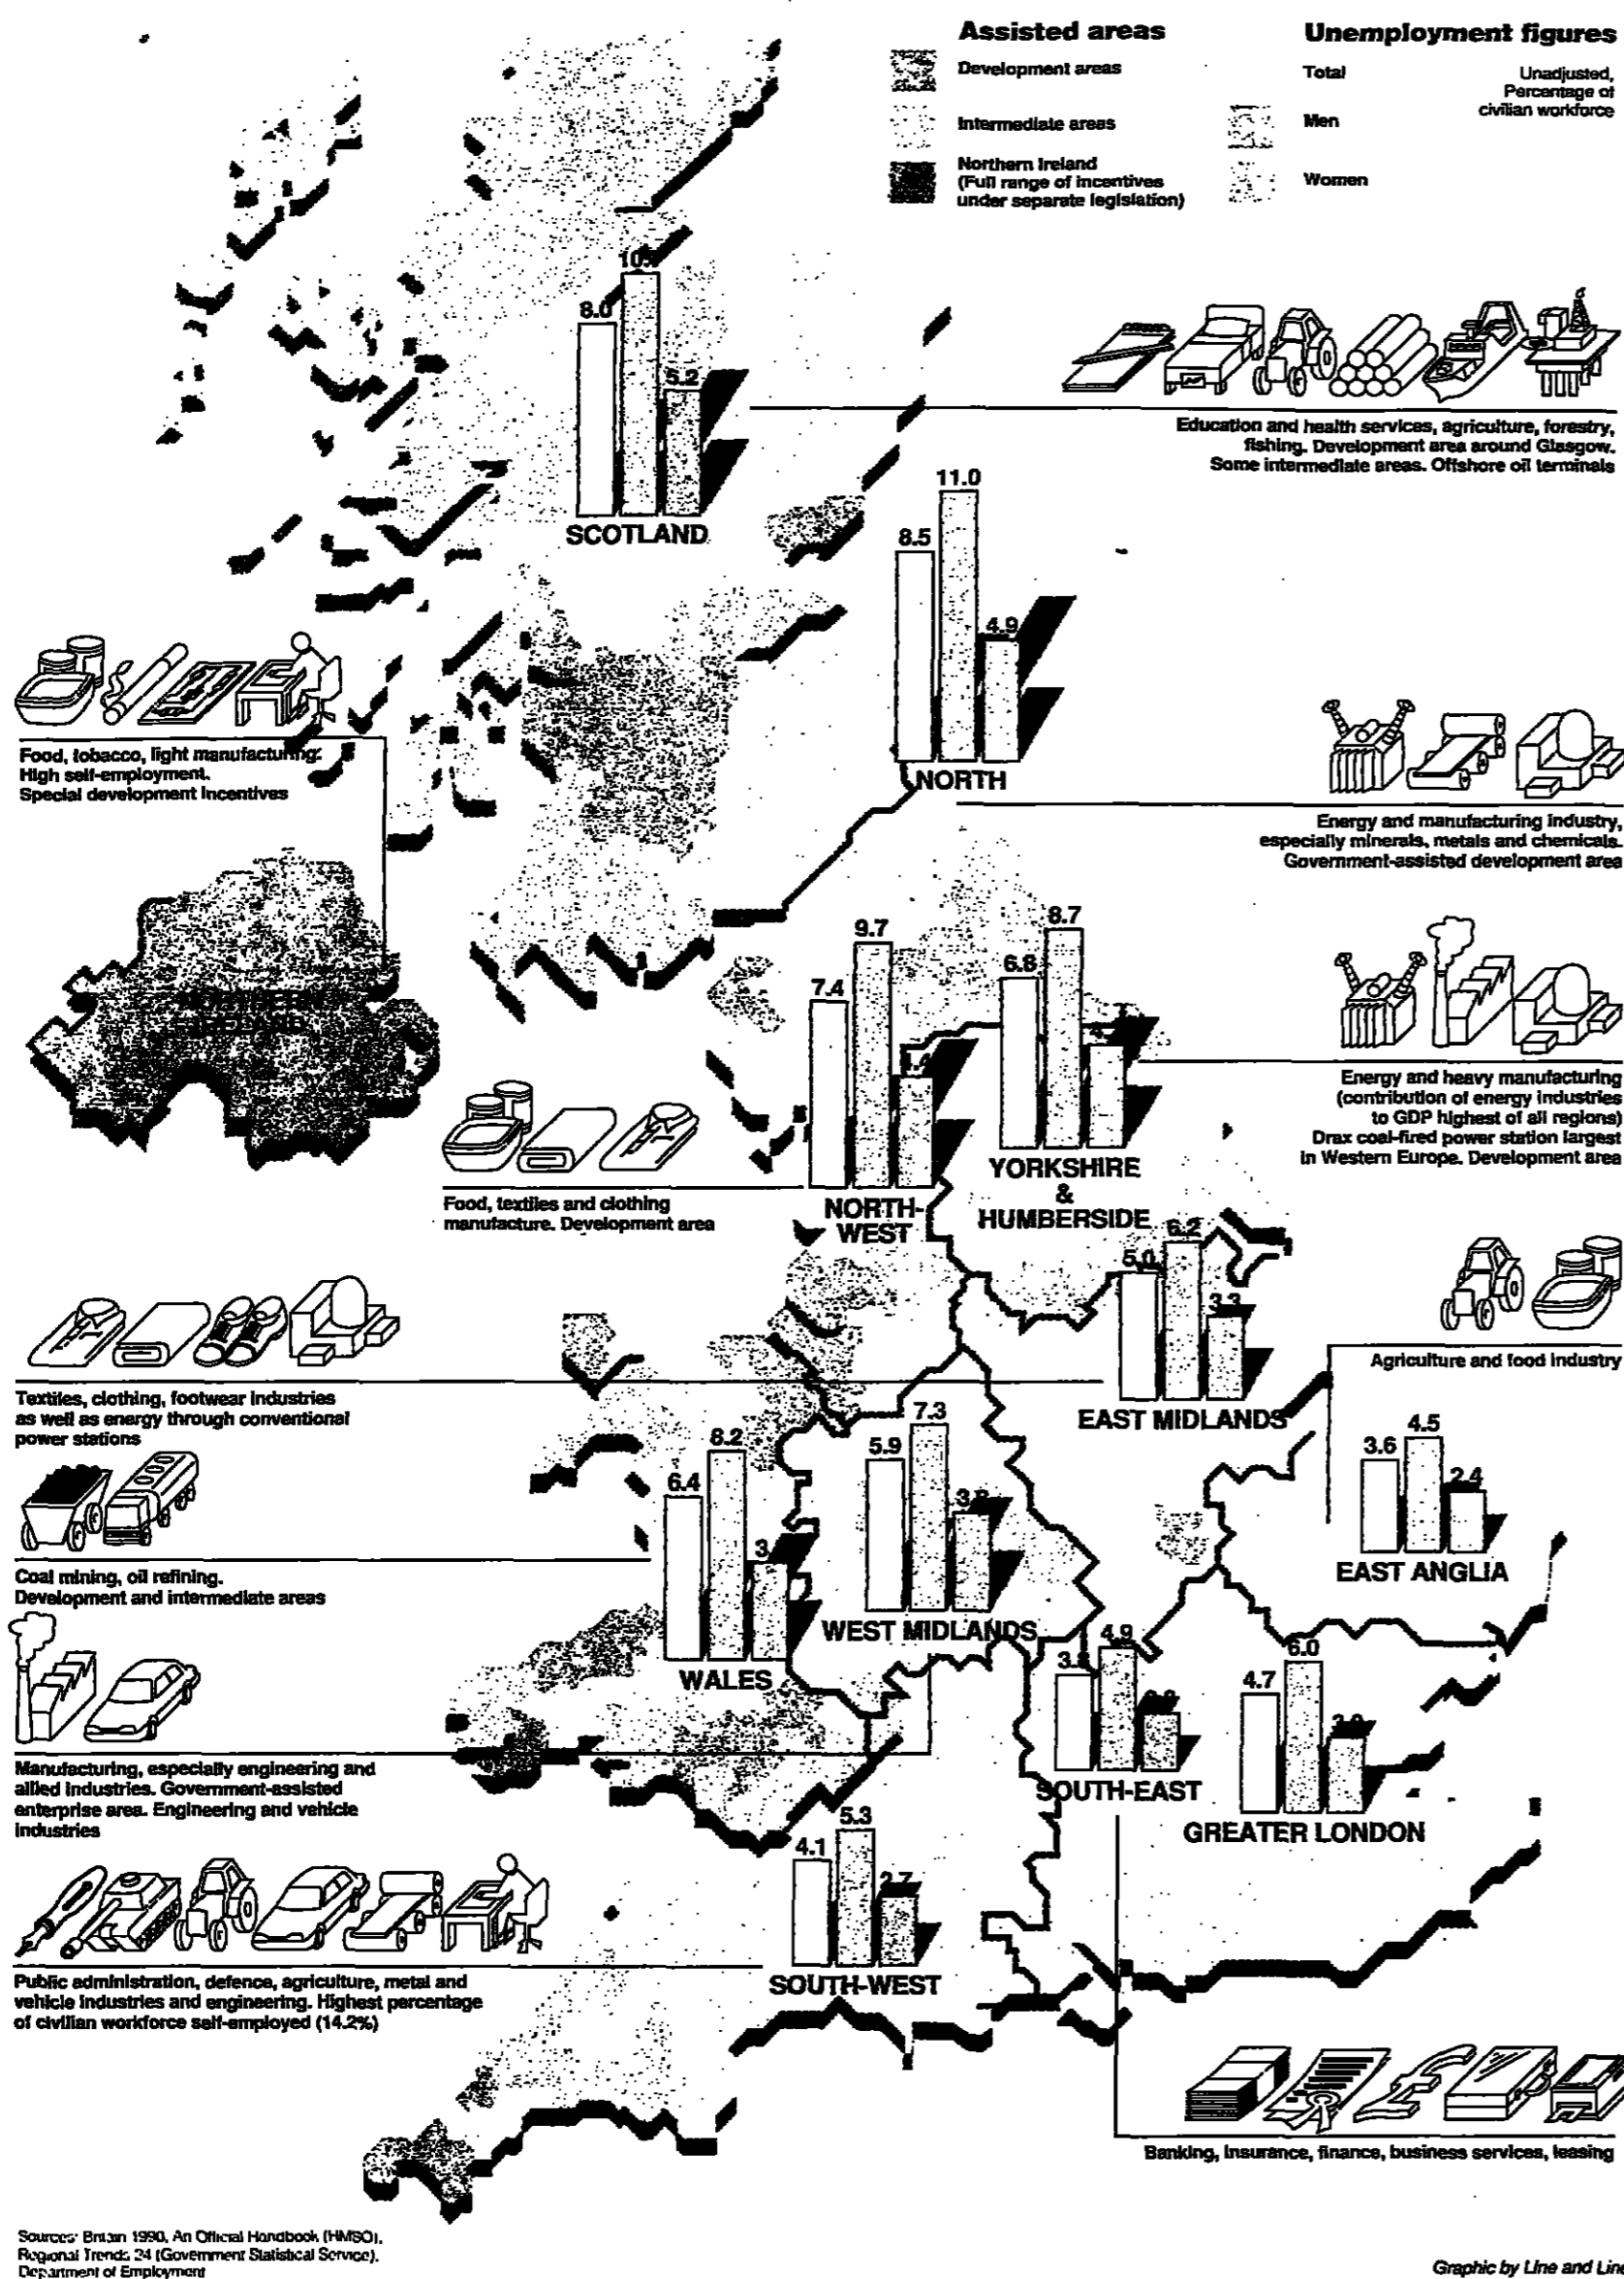 Assisted areas
Development areas
Intermediate areas
Northern Ireland
(Full range of incentives
under separate legislation)
Unemployment figures
Total
Unadjusted,
Percentage of
civilian workforce
Men
Women
8.0
5.2
SCOTLAND
Education and health services, agriculture, forestry,
fishing. Development area around Glasgow.
Some intermediate areas. Offshore oil terminals
8.5
11.0
4.9
NORTH
Energy and manufacturing industry,
especially minerals, metals and chemicals.
Government-assisted development area
Food, tobacco, light manufacturing.
High self-employment.
Special development incentives
NORTHERN
IRELAND
7.4
9.7
NORTH-
WEST
Food, textiles and clothing
manufacture. Development area
6.8
8.7
YORKSHIRE
&
HUMBERSIDE
Energy and heavy manufacturing
(contribution of energy industries
to GDP highest of all regions)
Drax coal-fired power station largest
in Western Europe. Development area
5.0
6.2
3.3
EAST MIDLANDS
Textiles, clothing, footwear industries
as well as energy through conventional
power stations
Agriculture and food industry
3.6
4.5
2.4
EAST ANGLIA
6.4
8.2
WALES
Coal mining, oil refining.
Development and intermediate areas
5.9
7.3
WEST MIDLANDS
Manufacturing, especially engineering and
allied industries. Government-assisted
enterprise area. Engineering and vehicle
industries
4.9
SOUTH-EAST
4.7
6.0
GREATER LONDON
4.1
5.3
2.7
SOUTH-WEST
Public administration, defence, agriculture, metal and
vehicle industries and engineering. Highest percentage
of civilian workforce self-employed (14.2%)
Banking, insurance, finance, business services, leasing
Sources: Britain 1990, An Official Handbook (HMSO),
Regional Trends 24 (Government Statistical Service),
Department of Employment
Graphic by Line and Line